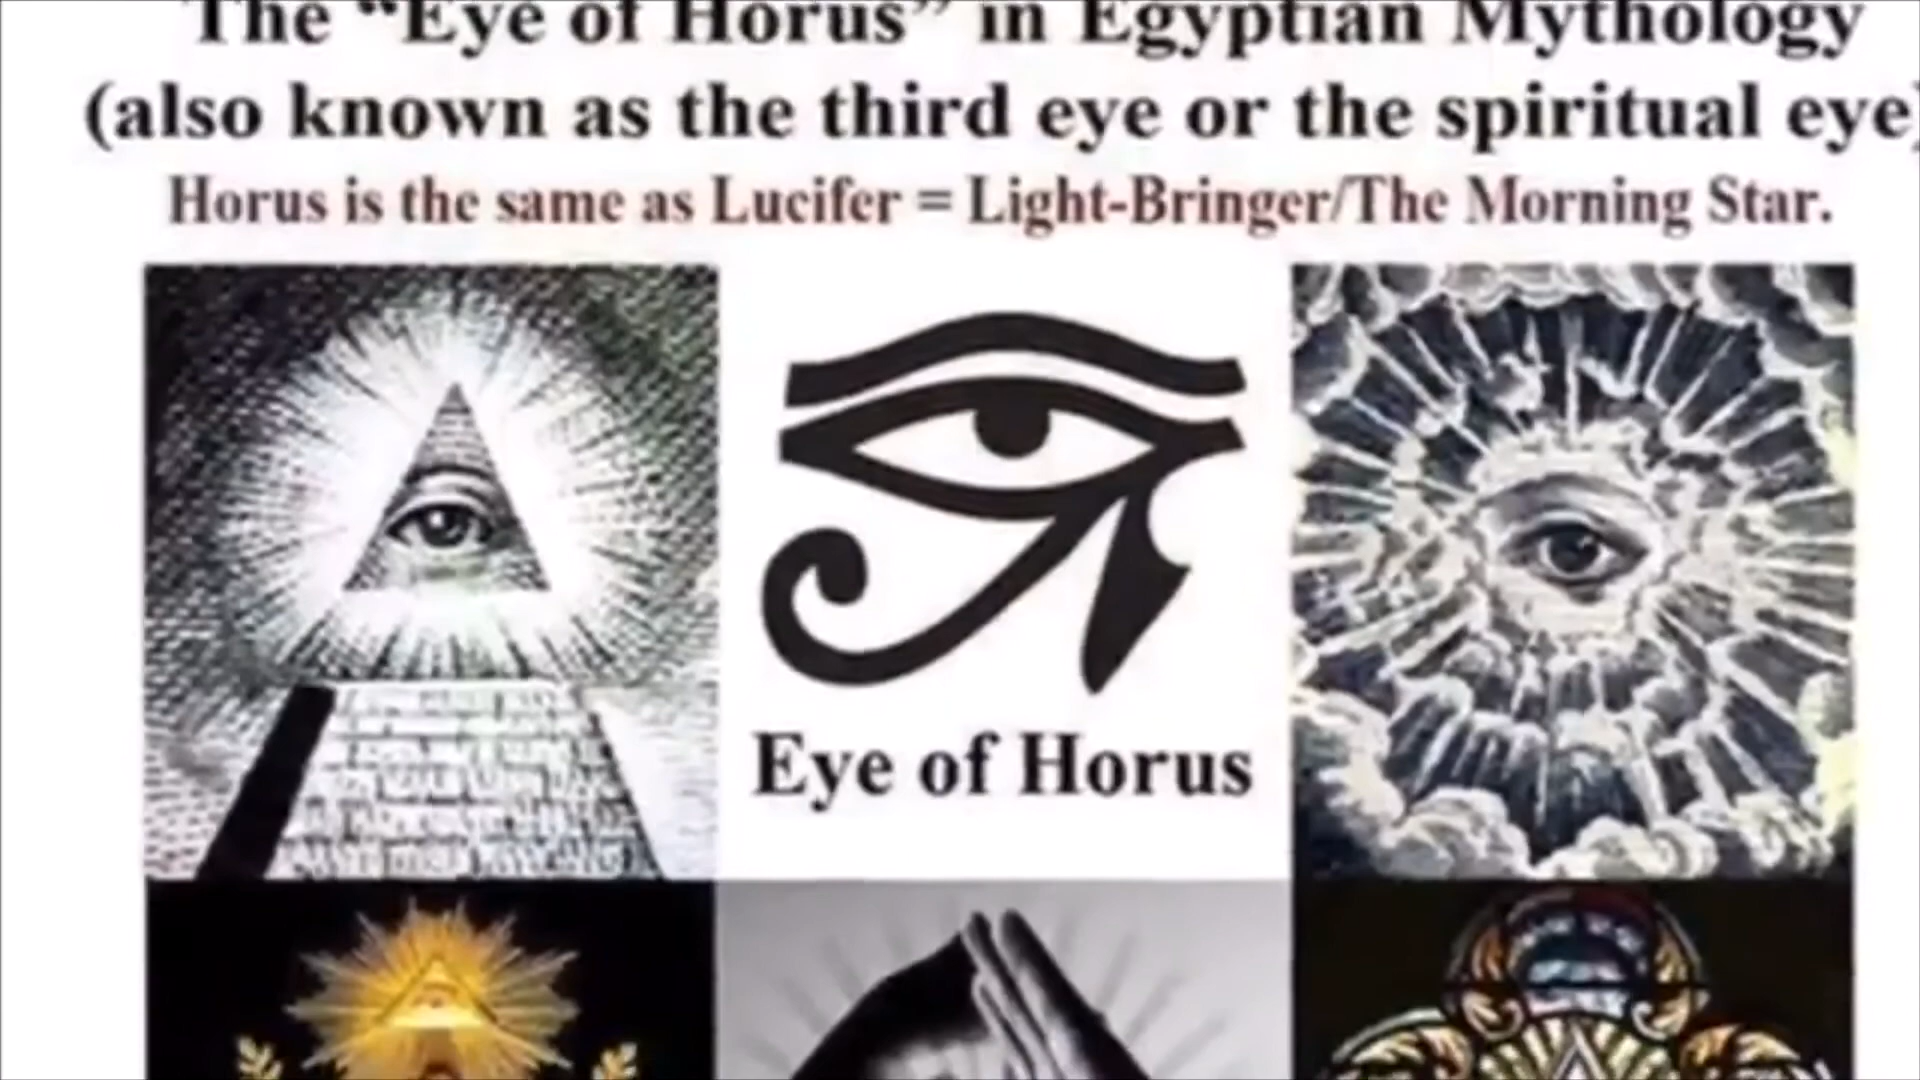 The “Eye of Horus” in Egyptian Mythology
(also known as the third eye or the spiritual eye)
Horus is the same as Lucifer = Light-Bringer/The Morning Star.
Eye of Horus